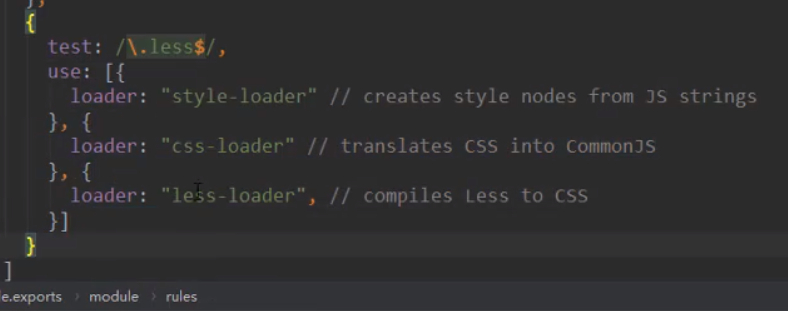 },
{
test: /\.less$/,
use: [{
loader: "style-loader" // creates style nodes from JS strings
}, {
loader: "css-loader" // translates CSS into CommonJS
}, {
loader: "less-loader", // compiles Less to CSS
}]
}
]
le.exports › module › rules